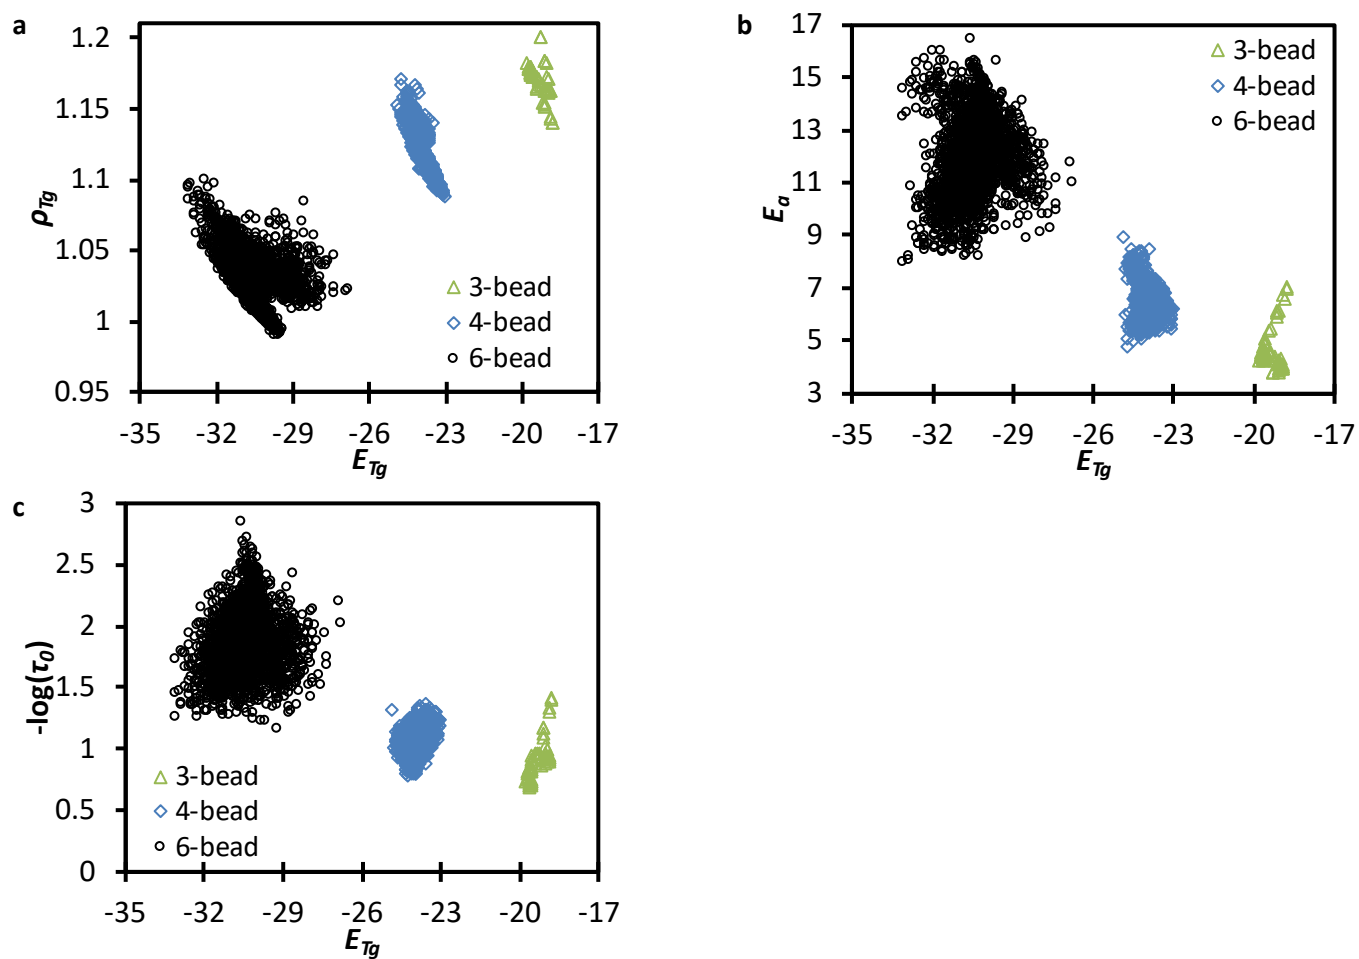 a
1.2
1.15
1.1
1.05
1
0.95
ρTg
3-bead
4-bead
6-bead
-35 -32 -29 -26 -23 -20 -17
ETg
b
17
15
13
11
9
7
5
3
Ea
3-bead
4-bead
6-bead
-35 -32 -29 -26 -23 -20 -17
ETg
c
3
2.5
2
1.5
1
0.5
0
-log(τ0)
3-bead
4-bead
6-bead
-35 -32 -29 -26 -23 -20 -17
ETg